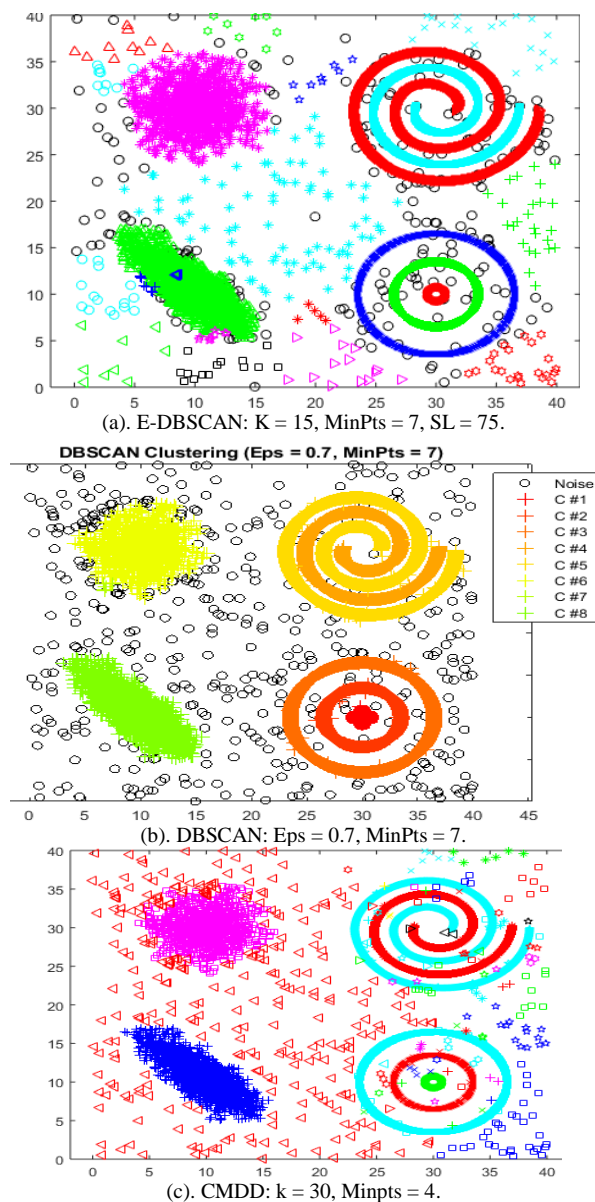 40
35
30
25
20
15
10
5
0
0 5 10 15 20 25 30 35 40
(a). E-DBSCAN: K = 15, MinPts = 7, SL = 75.
DBSCAN Clustering (Eps = 0.7, MinPts = 7)
Noise
C #1
C #2
C #3
C #4
C #5
C #6
C #7
C #8
0 5 10 15 20 25 30 35 40 45
(b). DBSCAN: Eps = 0.7, MinPts = 7.
40
35
30
25
20
15
10
5
0
0 5 10 15 20 25 30 35 40
(c). CMDD: k = 30, Minpts = 4.